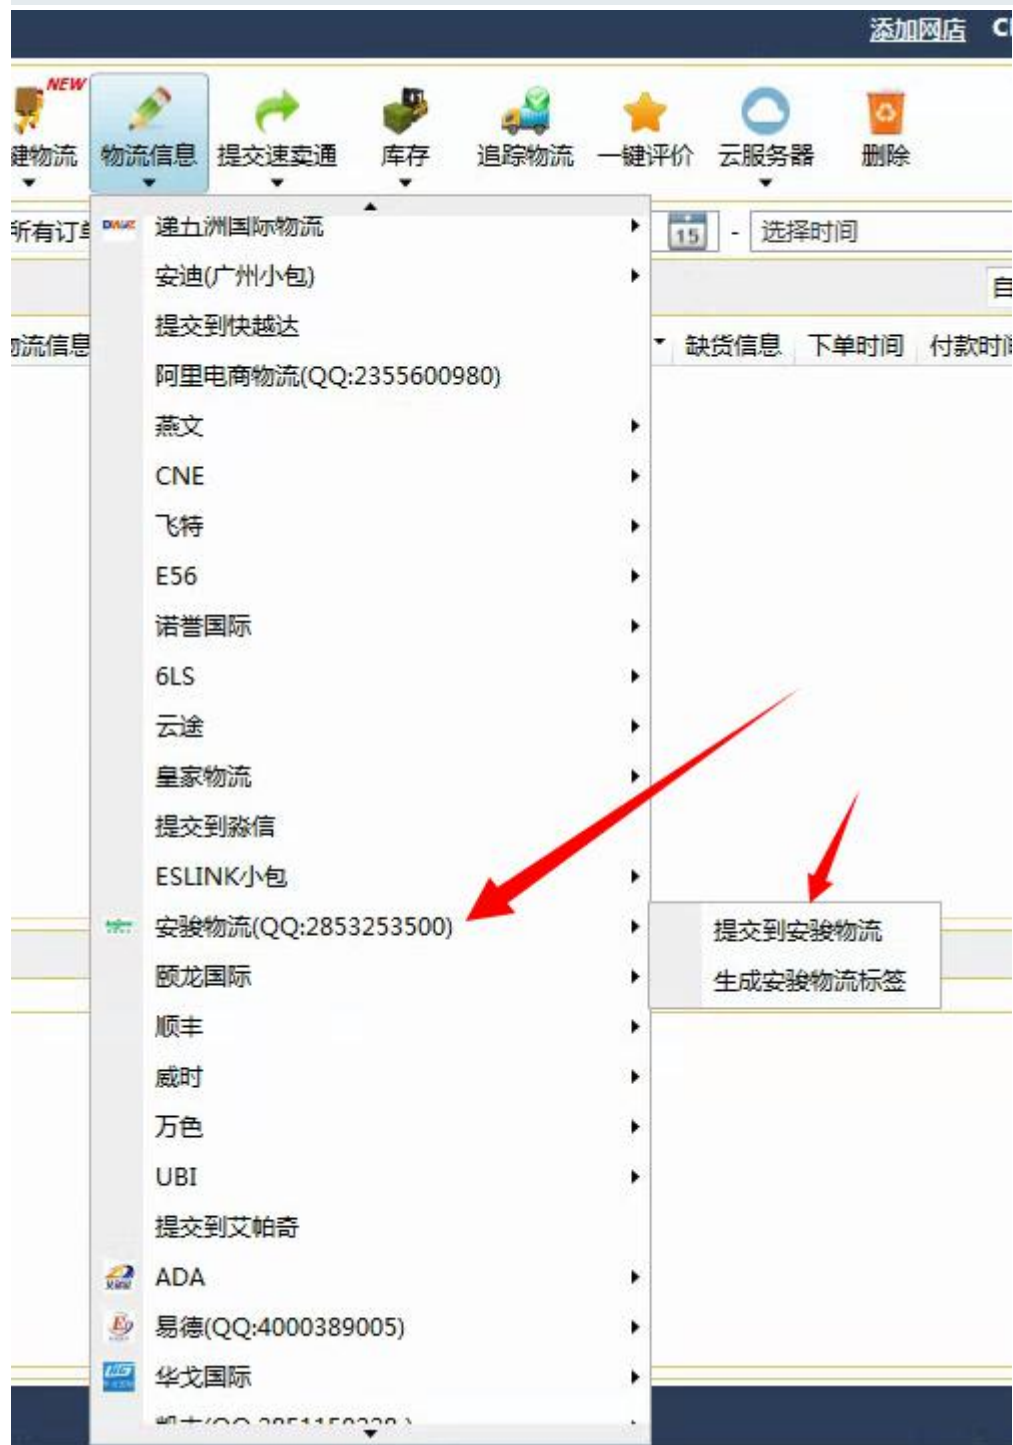 添加网店
NEW
键物流 物流信息 提交速卖通 库存 追踪物流 一键评价 云服务器 删除
所有订单 递五洲国际物流 15 - 选择时间
安迪(广州小包)
自
物流信息 提交到快越达 缺货信息 下单时间 付款时间
阿里电商物流(QQ:2355600980)
燕文
CNE
飞特
E56
诺誉国际
6LS
云途
皇家物流
提交到淼信
ESLINK小包
安骏物流(QQ:2853253500) 提交到安骏物流
颐龙国际 生成安骏物流标签
顺丰
威时
万色
UBI
提交到艾帕奇
ADA
易德(QQ:4000389005)
华戈国际